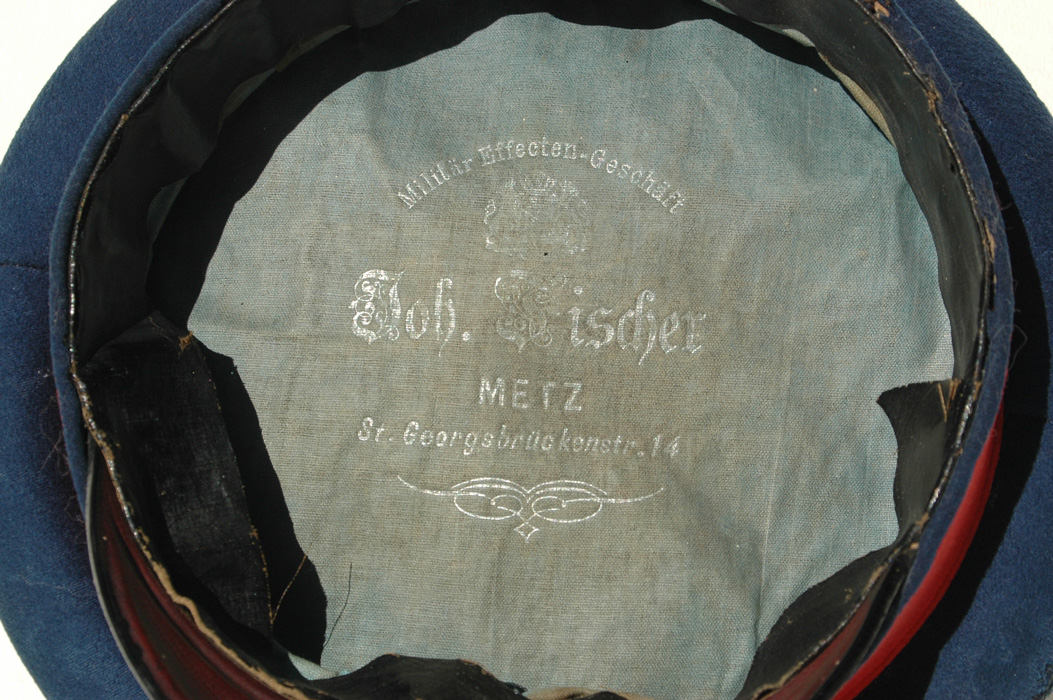 Militär Effecten-Geschäft
Joh. Fischer
METZ
St. Georgsbrückenstr. 14